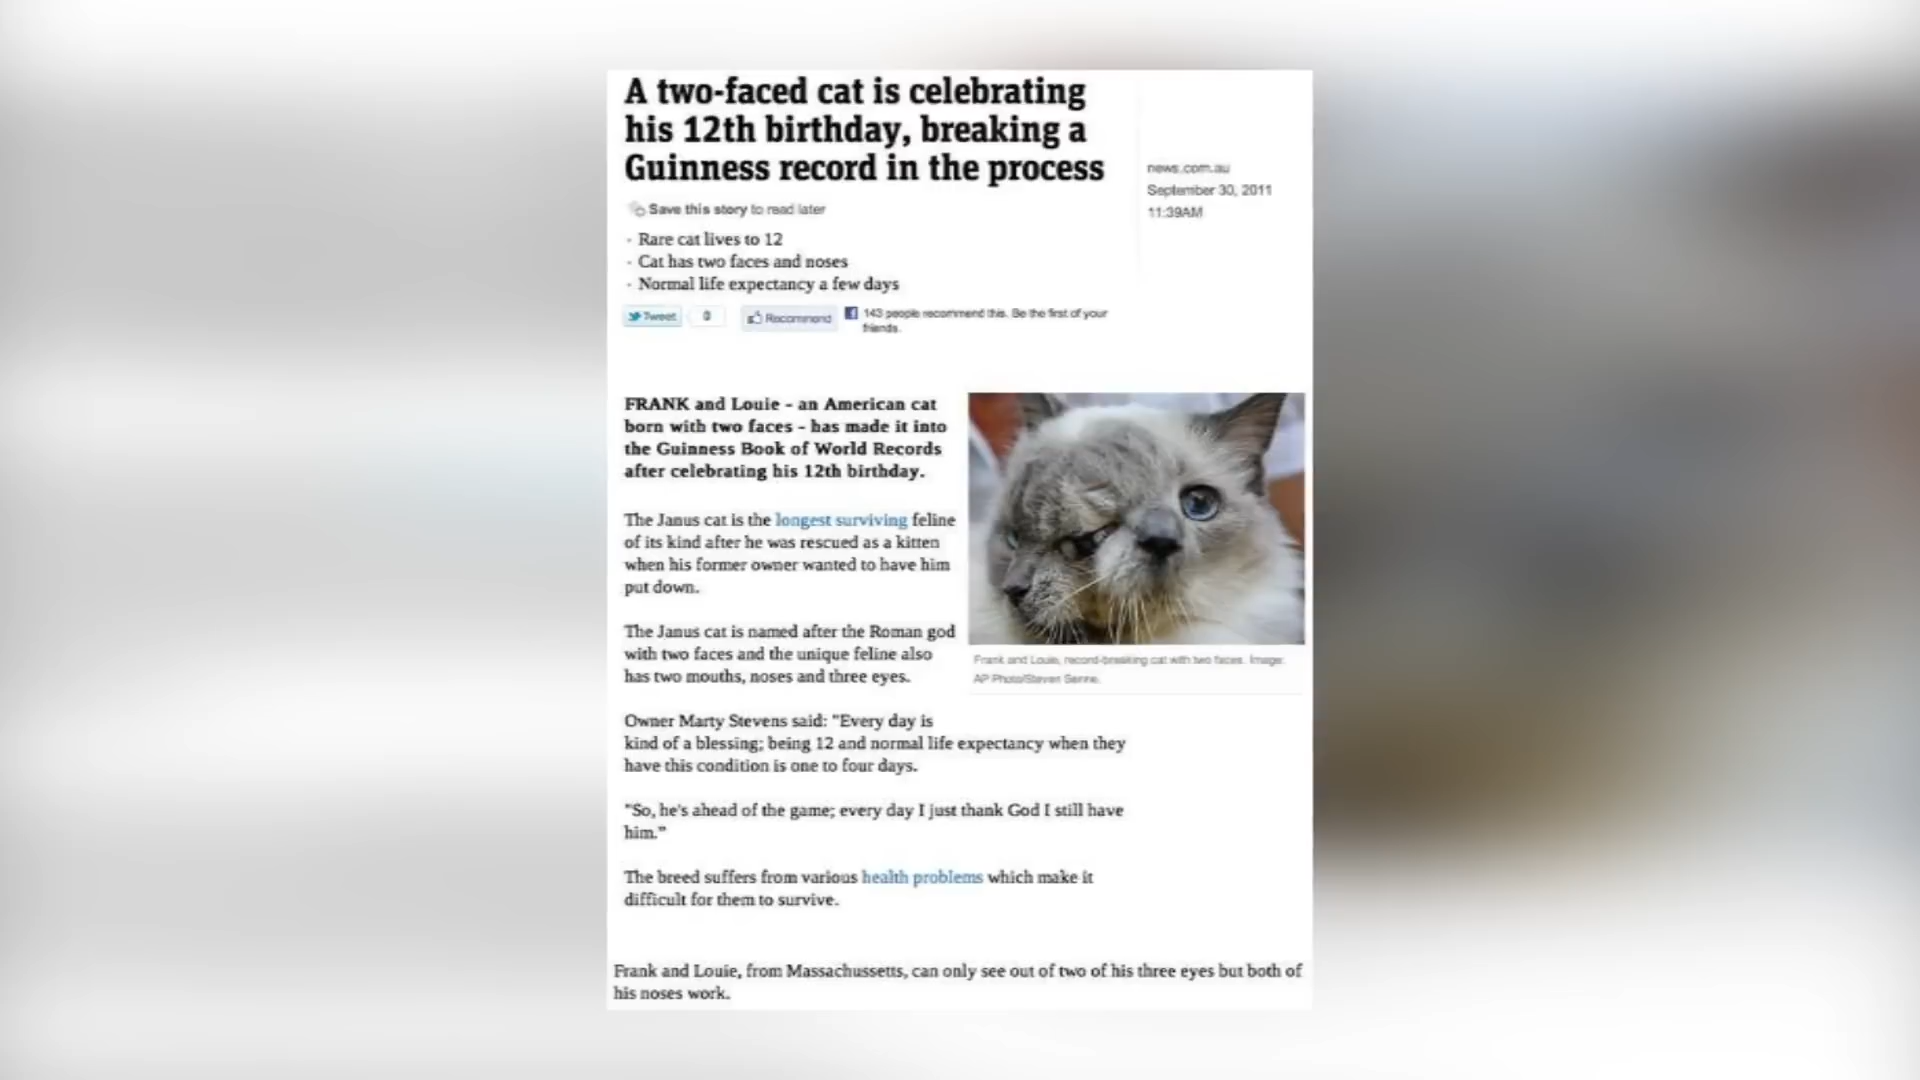 A two-faced cat is celebrating
his 12th birthday, breaking a
Guinness record in the process
news.com.au
September 30, 2011
11:39AM
Save this story to read later
- Rare cat lives to 12
- Cat has two faces and noses
- Normal life expectancy a few days
Tweet 0 Recommend 143 people recommend this. Be the first of your
friends.
FRANK and Louie - an American cat
born with two faces - has made it into
the Guinness Book of World Records
after celebrating his 12th birthday.
The Janus cat is the longest surviving feline
of its kind after he was rescued as a kitten
when his former owner wanted to have him
put down.
The Janus cat is named after the Roman god
with two faces and the unique feline also
has two mouths, noses and three eyes.
Frank and Louie, record-breaking cat with two faces. Image:
AP Photo/Steven Senne.
Owner Marty Stevens said: "Every day is
kind of a blessing; being 12 and normal life expectancy when they
have this condition is one to four days.
"So, he's ahead of the game; every day I just thank God I still have
him."
The breed suffers from various health problems which make it
difficult for them to survive.
Frank and Louie, from Massachussetts, can only see out of two of his three eyes but both of
his noses work.